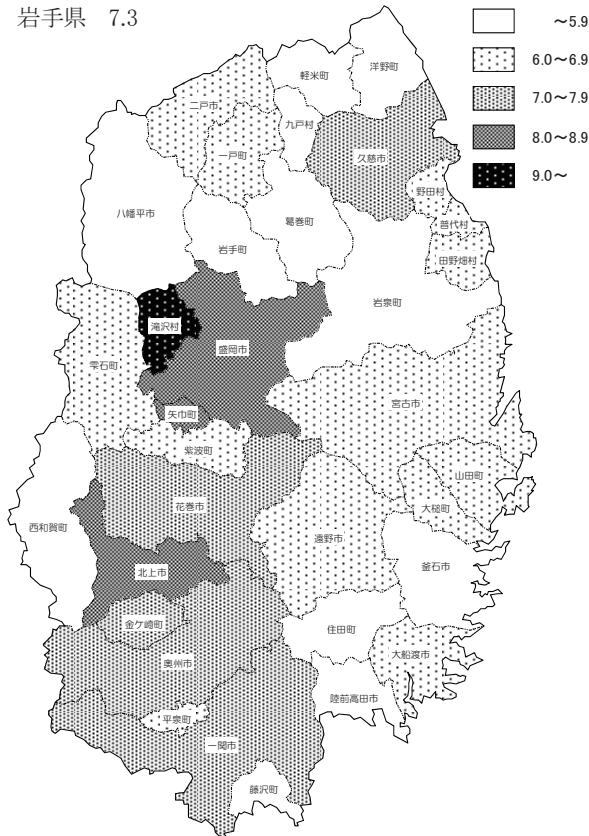 岩手県 7.3
～5.9
6.0～6.9
7.0～7.9
8.0～8.9
9.0～
洋野町
軽米町
二戸市
九戸村
一戸町
久慈市
野田村
八幡平市
葛巻町
普代村
岩手町
田野畑村
岩泉町
滝沢村
盛岡市
雫石町
宮古市
矢巾町
紫波町
山田町
花巻市
大槌町
西和賀町
遠野市
釜石市
北上市
金ケ崎町
住田町
大船渡市
奥州市
陸前高田市
平泉町
一関市
藤沢町